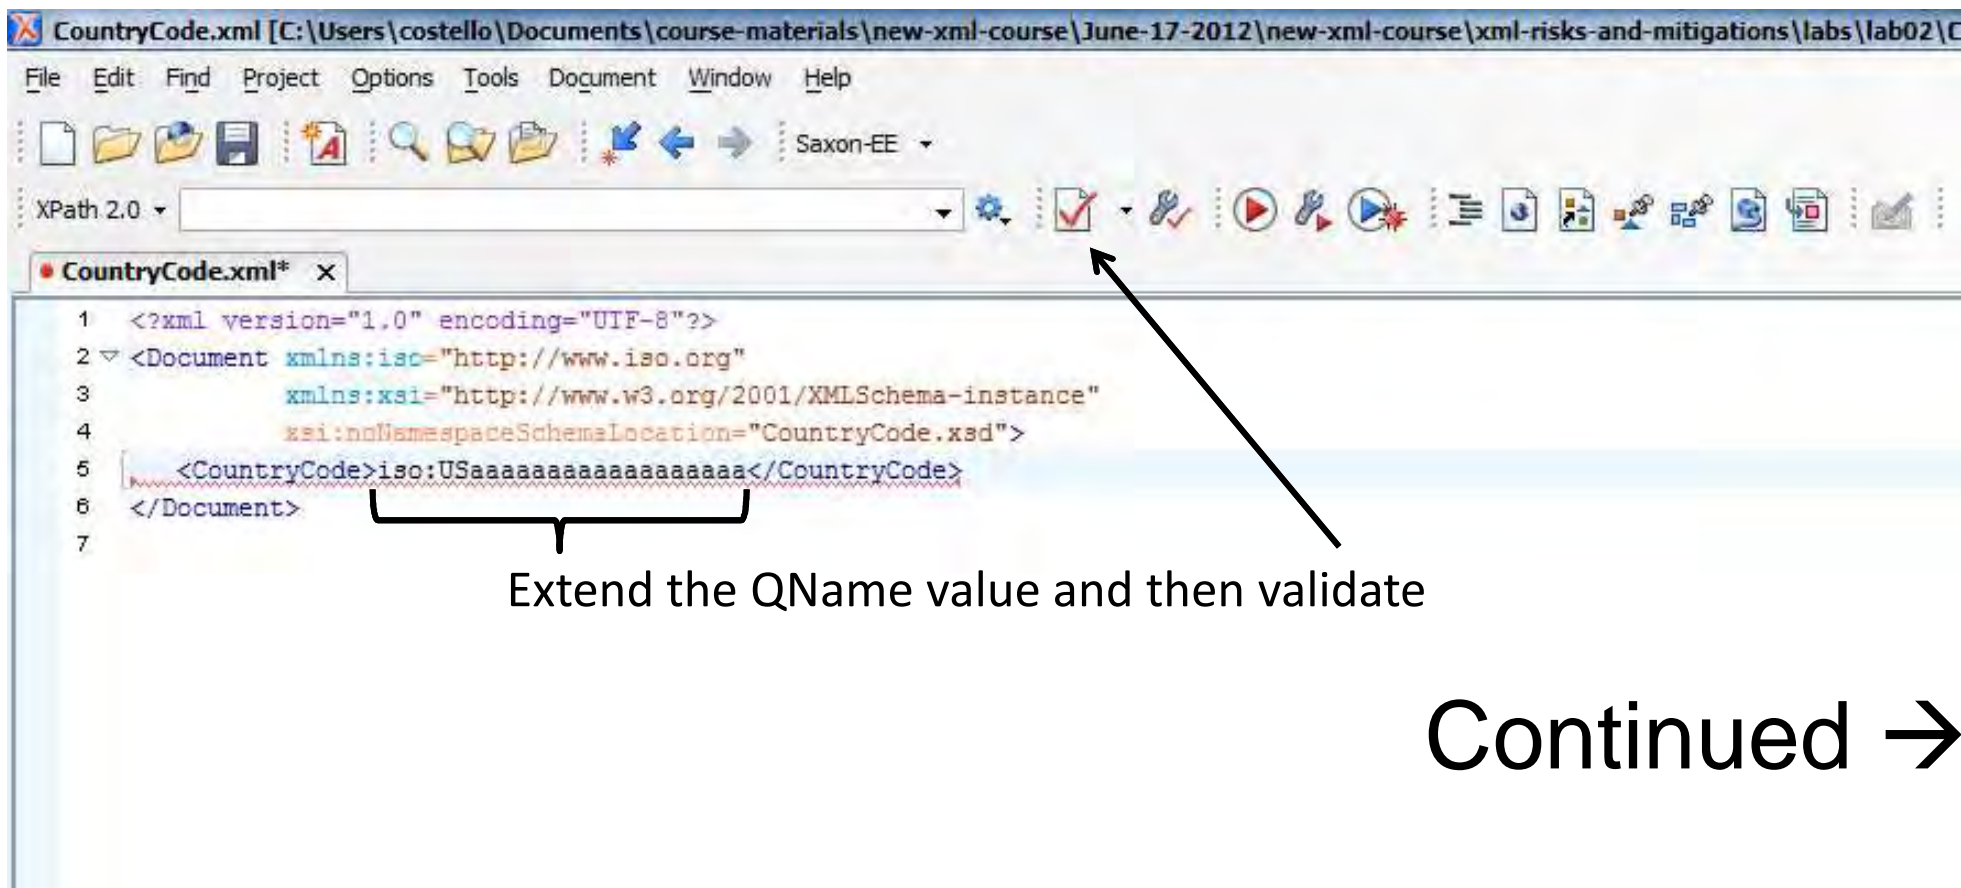 CountryCode.xml [C:\Users\costello\Documents\course-materials\new-xml-course\June-17-2012\new-xml-course\xml-risks-and-mitigations\labs\lab02\C
File Edit Find Project Options Tools Document Window Help
Saxon-EE
XPath 2.0
CountryCode.xml* X
1 <?xml version="1.0" encoding="UTF-8"?>
2 <Document xmlns:iso="http://www.iso.org"
3 xmlns:xsi="http://www.w3.org/2001/XMLSchema-instance"
4 xsi:noNamespaceSchemaLocation="CountryCode.xsd">
5 <CountryCode>iso:USaaaaaaaaaaaaaaaaaa</CountryCode>
6 </Document>
7
Extend the QName value and then validate
Continued →